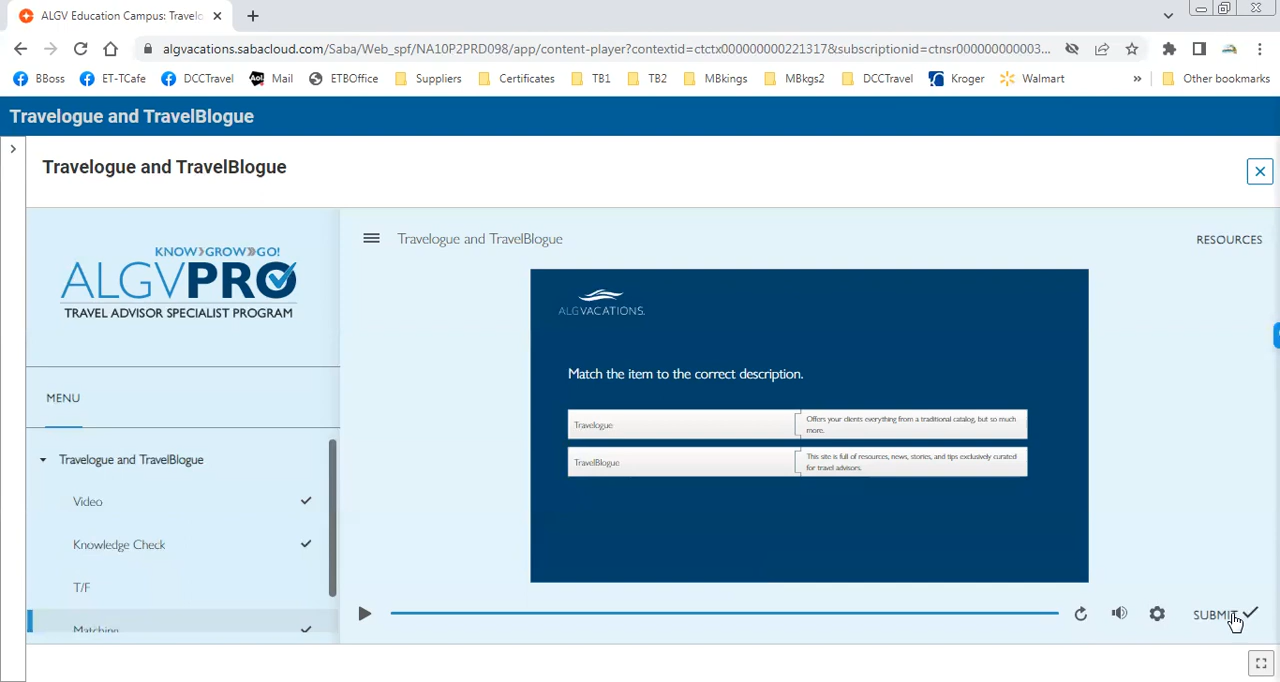 ALGV Education Campus: Travelo
algvacations.sabacloud.com/Saba/Web_spf/NA10P2PRD098/app/content-player?contextid=ctctx000000000221317&subscriptionid=ctnsr000000000003...
BBoss ET-TCafe DCCTravel Aol. Mail ETBOffice Suppliers Certificates TB1 TB2 MBkings MBkgs2 DCCTravel Kroger Walmart » Other bookmarks
Travelogue and TravelBlogue
Travelogue and TravelBlogue
KNOW>GROW>GO!
ALGVPRO
TRAVEL ADVISOR SPECIALIST PROGRAM
MENU
Travelogue and TravelBlogue
Video
Knowledge Check
T/F
Matching
Travelogue and TravelBlogue
RESOURCES
ALGVACATIONS.
Match the item to the correct description.
Travelogue
Offers your clients everything from a traditional catalog, but so much
more.
TravelBlogue
This site is full of resources, news, stories, and tips exclusively curated
for travel advisors.
SUBMIT